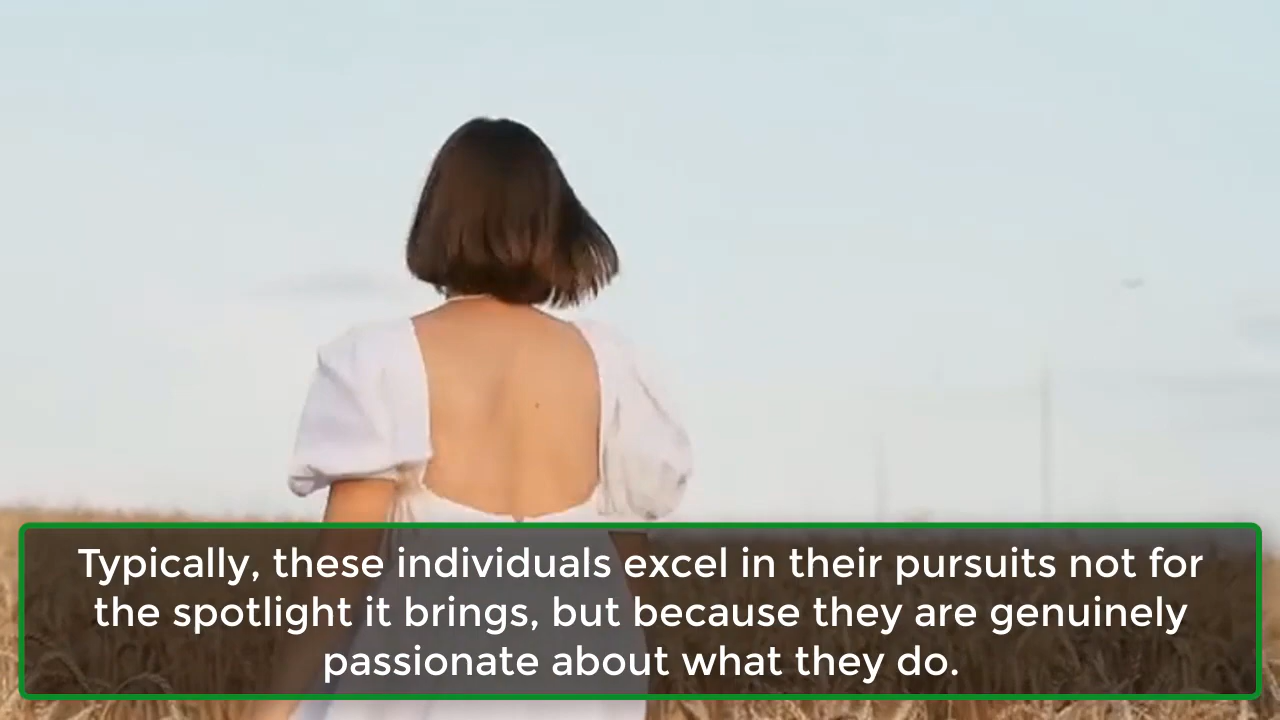 Typically, these individuals excel in their pursuits not for
the spotlight it brings, but because they are genuinely
passionate about what they do.